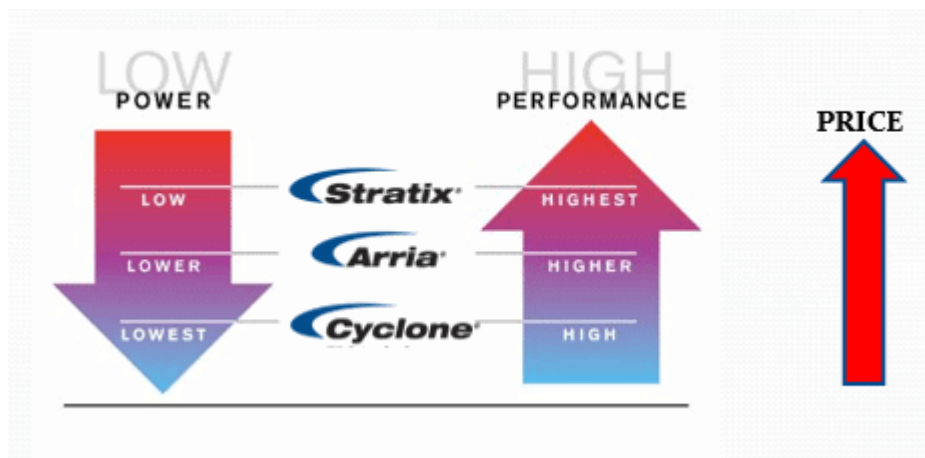 LOW
POWER
HIGH
PERFORMANCE
PRICE
LOW
Stratix®
HIGHEST
LOWER
Arria®
HIGHER
LOWEST
Cyclone®
HIGH